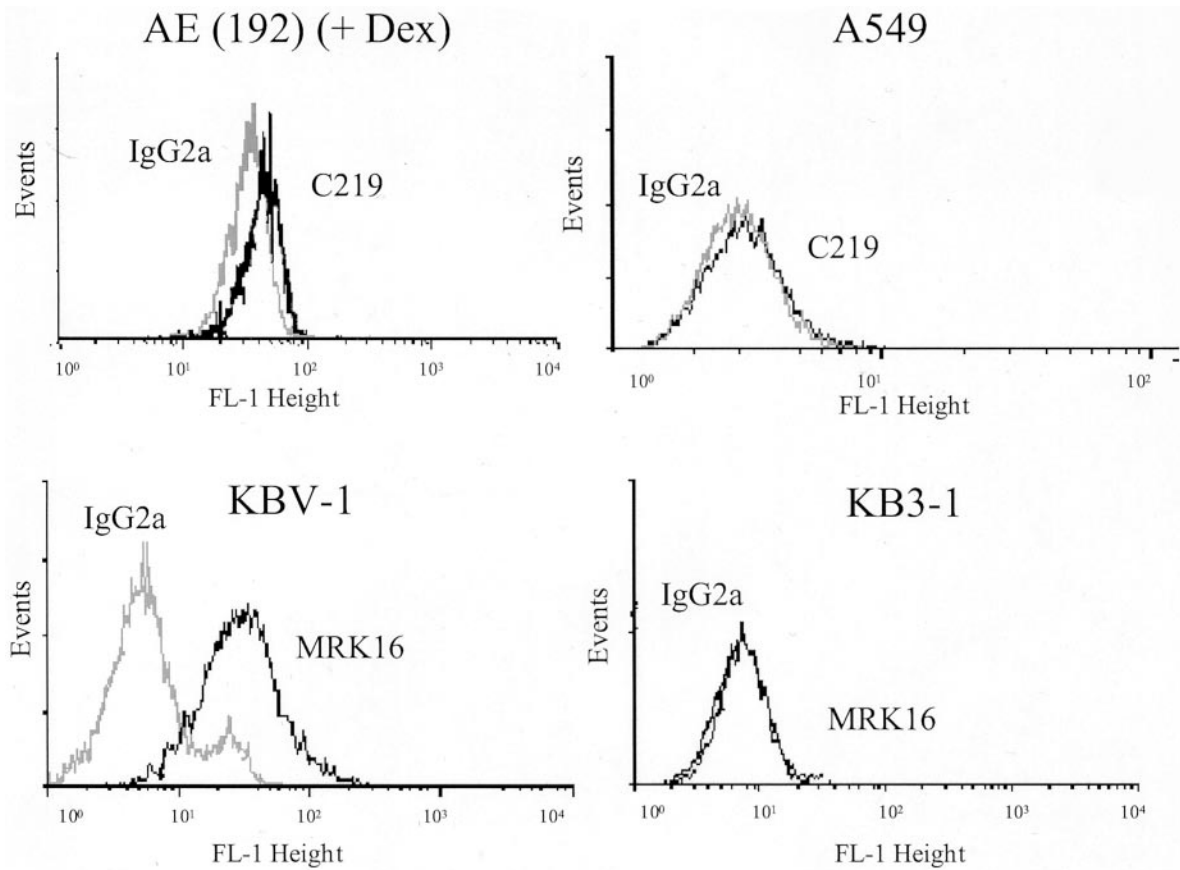 AE (192) (+ Dex)
Events
IgG2a
C219
10⁰ 10¹ 10² 10³ 10⁴
FL-1 Height
A549
Events
IgG2a
C219
10⁰ 10¹ 10²
FL-1 Height
KBV-1
Events
IgG2a
MRK16
10⁰ 10¹ 10² 10³ 10⁴
FL-1 Height
KB3-1
Events
IgG2a
MRK16
10⁰ 10¹ 10² 10³ 10⁴
FL-1 Height